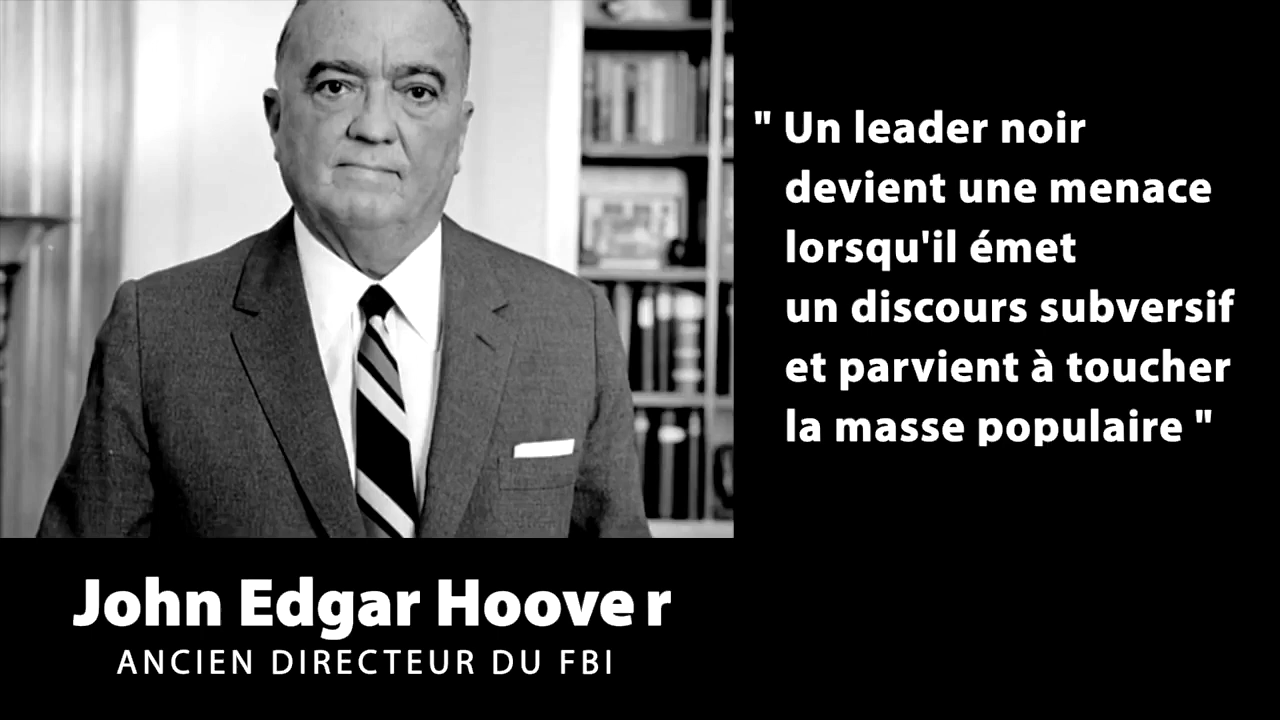 " Un leader noir
devient une menace
lorsqu'il émet
un discours subversif
et parvient à toucher
la masse populaire "
John Edgar Hoover
ANCIEN DIRECTEUR DU FBI